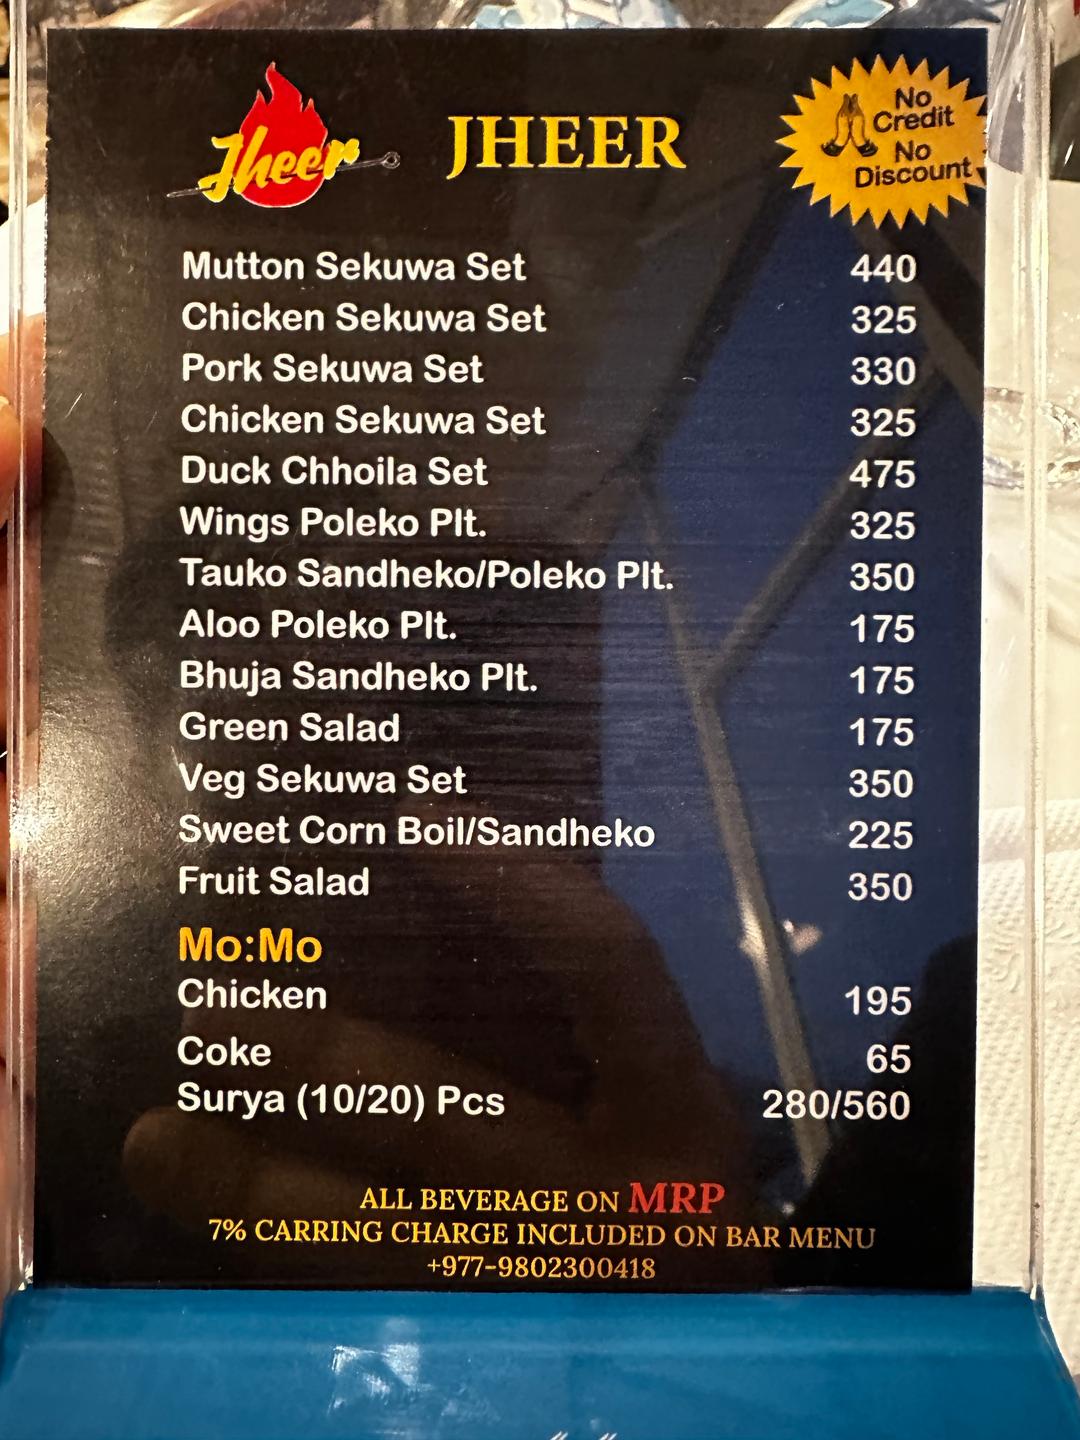 Jheer
JHEER
No
Credit
No
Discount
Mutton Sekuwa Set 440
Chicken Sekuwa Set 325
Pork Sekuwa Set 330
Chicken Sekuwa Set 325
Duck Chhoila Set 475
Wings Poleko Plt. 325
Tauko Sandheko/Poleko Plt. 350
Aloo Poleko Plt. 175
Bhuja Sandheko Plt. 175
Green Salad 175
Veg Sekuwa Set 350
Sweet Corn Boil/Sandheko 225
Fruit Salad 350
Mo:Mo
Chicken 195
Coke 65
Surya (10/20) Pcs 280/560
ALL BEVERAGE ON MRP
7% CARRING CHARGE INCLUDED ON BAR MENU
+977-9802300418